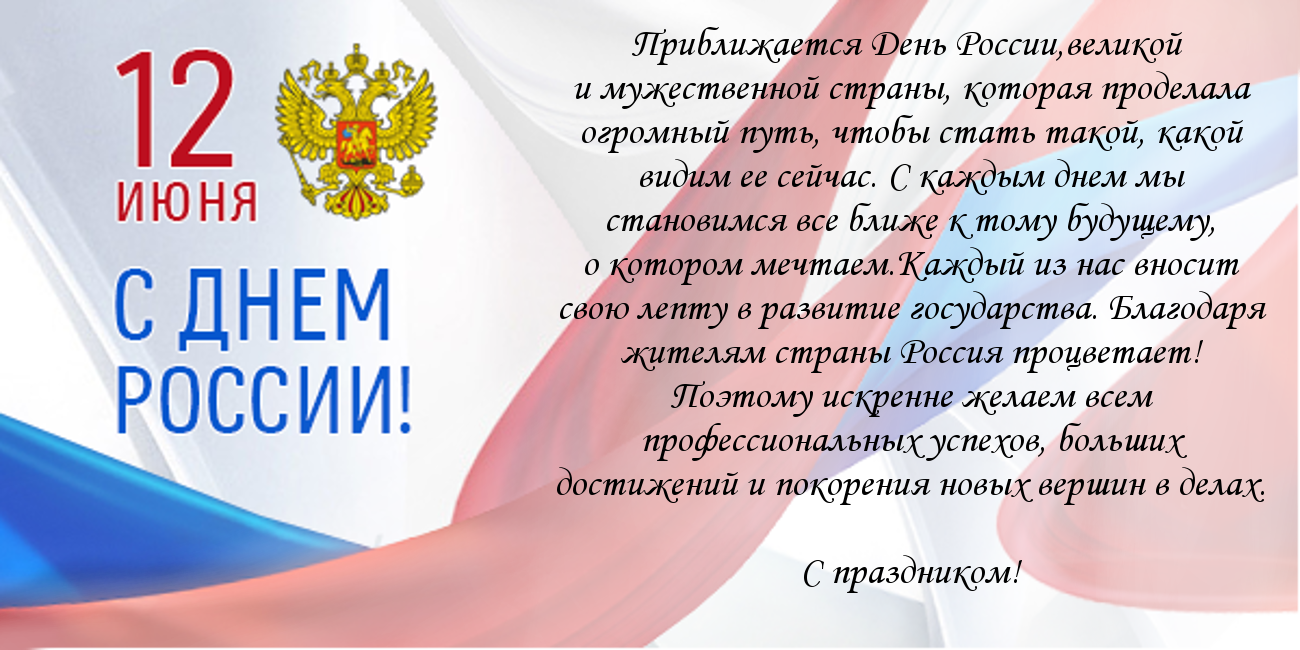 12
ИЮНЯ
С ДНЕМ
РОССИИ!
Приближается День России,великой
и мужественной страны, которая проделала
огромный путь, чтобы стать такой, какой
видим ее сейчас. С каждым днем мы
становимся все ближе к тому будущему,
о котором мечтаем.Каждый из нас вносит
свою лепту в развитие государства. Благодаря
жителям страны Россия процветает!
Поэтому искренне желаем всем
профессиональных успехов, больших
достижений и покорения новых вершин в делах.
С праздником!